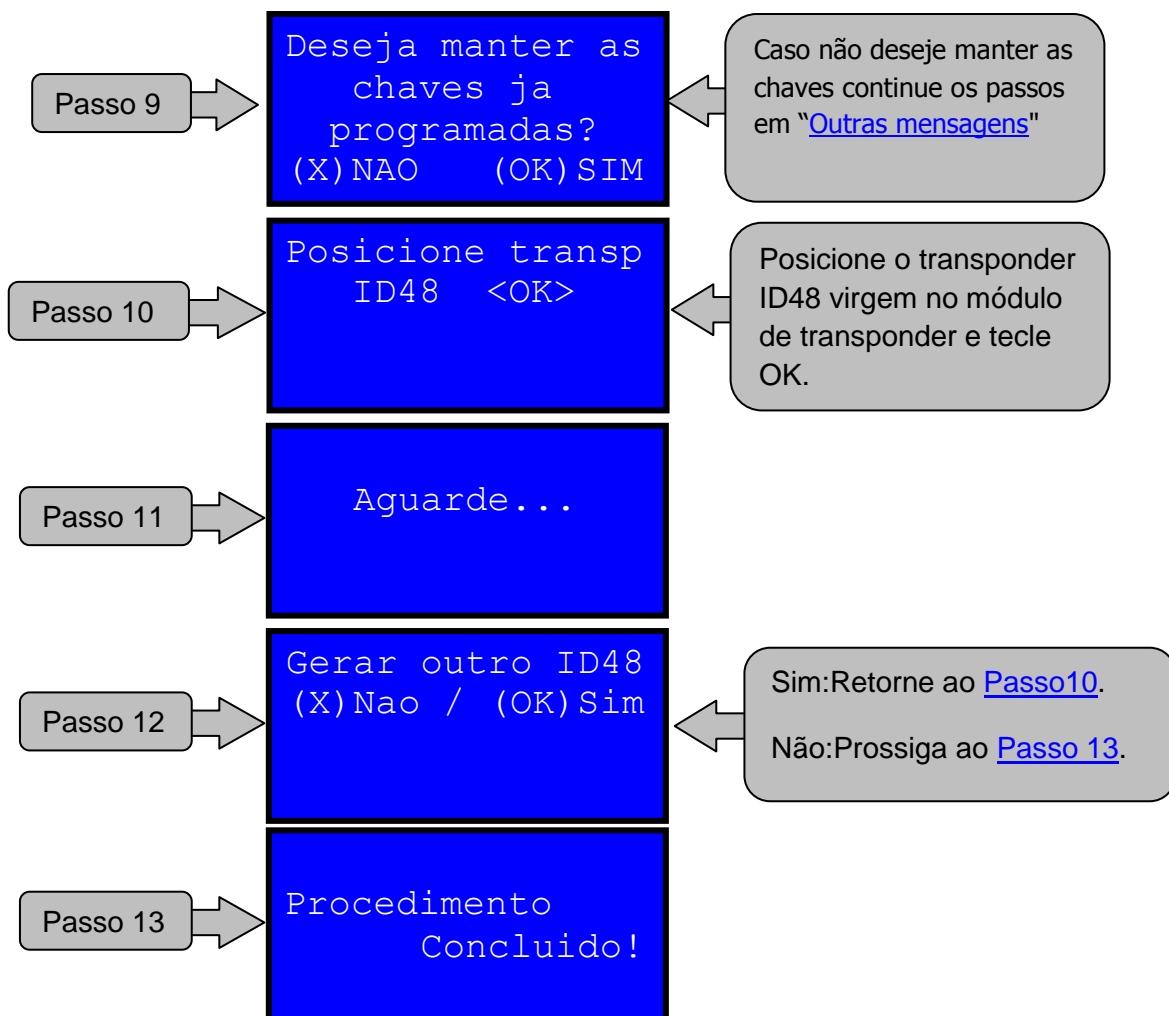 Passo 9
Deseja manter as
chaves ja
programadas?
(X)NAO (OK)SIM
Caso não deseje manter as
chaves continue os passos
em “Outras mensagens"
Passo 10
Posicione transp
ID48 <OK>
Posicione o transponder
ID48 virgem no módulo
de transponder e tecle
OK.
Passo 11
Aguarde...
Passo 12
Gerar outro ID48
(X)Nao / (OK)Sim
Sim:Retorne ao Passo10.
Não:Prossiga ao Passo 13.
Passo 13
Procedimento
Concluido!